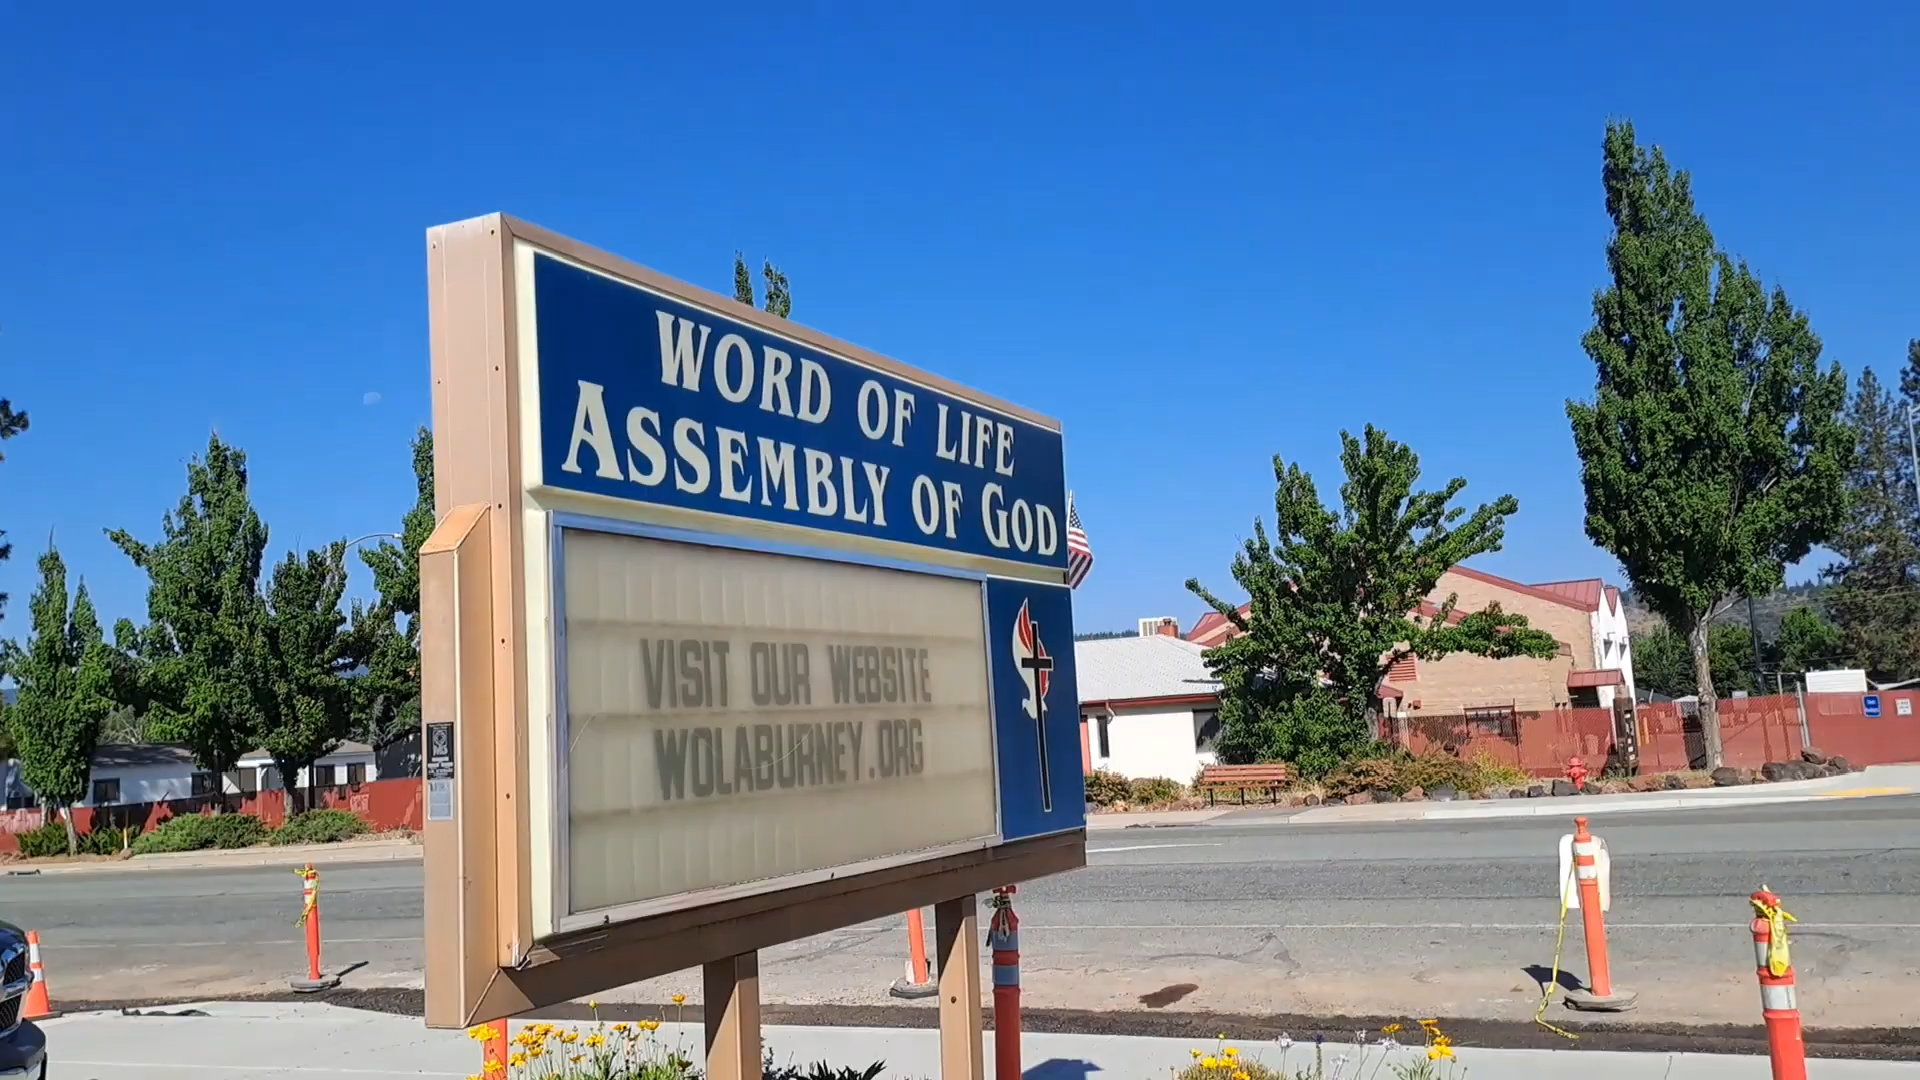 WORD OF LIFE
ASSEMBLY OF GOD
VISIT OUR WEBSITE
WOLABURNEY.ORG